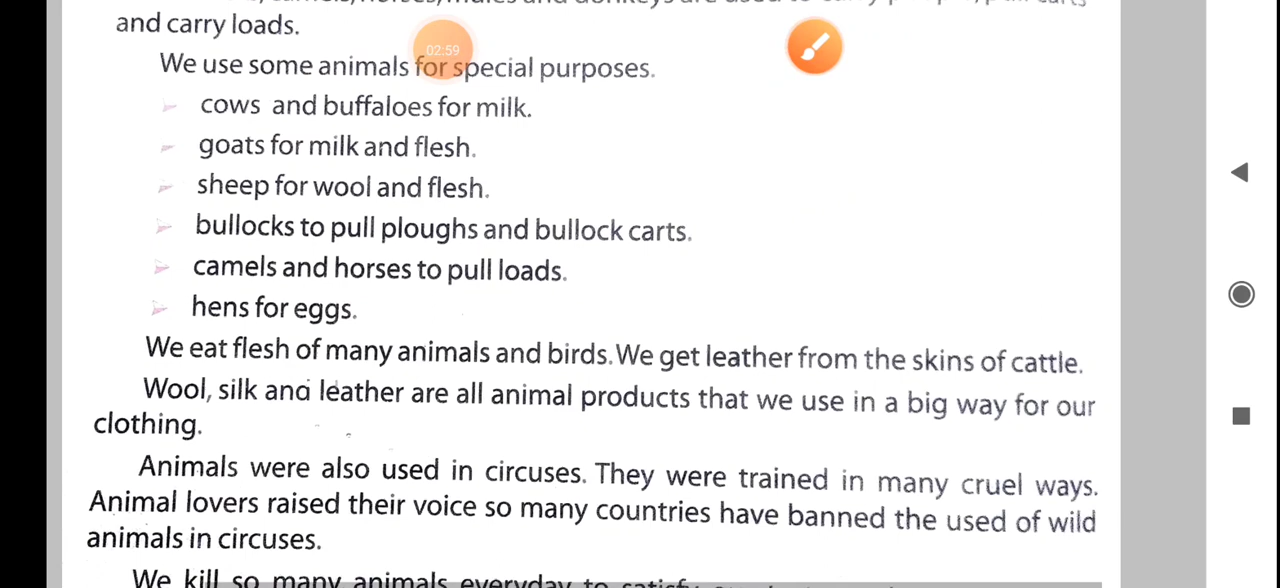 and carry loads.
02:59
We use some animals for special purposes.
cows and buffaloes for milk.
goats for milk and flesh.
sheep for wool and flesh.
bullocks to pull ploughs and bullock carts.
camels and horses to pull loads.
hens for eggs.
We eat flesh of many animals and birds. We get leather from the skins of cattle.
Wool, silk and leather are all animal products that we use in a big way for our
clothing.
Animals were also used in circuses. They were trained in many cruel ways.
Animal lovers raised their voice so many countries have banned the used of wild
animals in circuses.
We kill so many animals everyday to satisfy